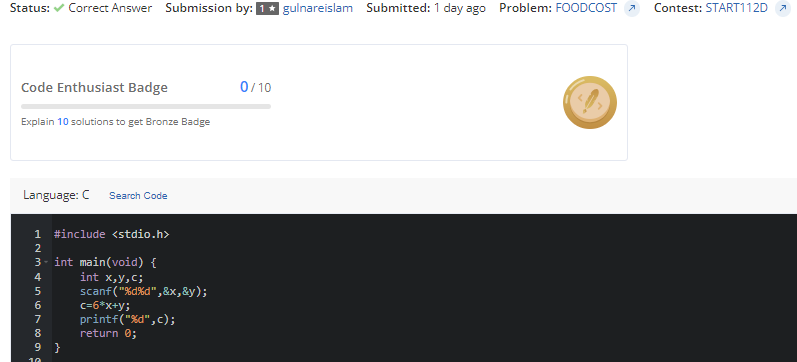 Status: ✔ Correct Answer Submission by: 1★ gulnareislam Submitted: 1 day ago Problem: FOODCOST Contest: START112D
Code Enthusiast Badge 0 / 10
Explain 10 solutions to get Bronze Badge
Language: C Search Code
1 #include <stdio.h>
2
3 int main(void) {
4 int x,y,c;
5 scanf("%d%d",&x,&y);
6 c=6*x+y;
7 printf("%d",c);
8 return 0;
9 }
10